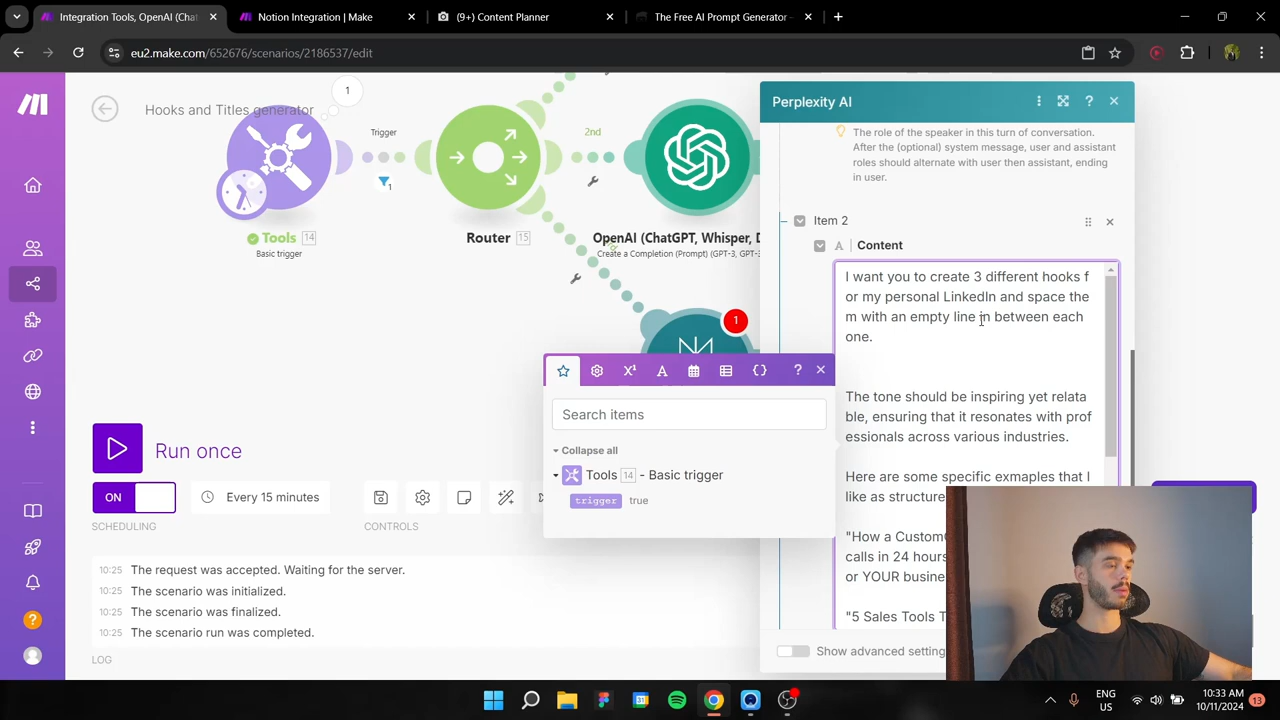 Integration Tools, OpenAI (Chat
Notion Integration | Make
(9+) Content Planner
The Free AI Prompt Generator -
eu2.make.com/652676/scenarios/2186537/edit
Hooks and Titles generator
1
Trigger
1
2nd
Tools 14
Basic trigger
Router 15
OpenAI (ChatGPT, Whisper, D
Create a Completion (Prompt) (GPT-3, GPT-3
1
Perplexity AI
The role of the speaker in this turn of conversation.
After the (optional) system message, user and assistant
roles should alternate with user then assistant, ending
in user.
Item 2
A Content
I want you to create 3 different hooks f
or my personal LinkedIn and space the
m with an empty line in between each
one.
The tone should be inspiring yet relata
ble, ensuring that it resonates with prof
essionals across various industries.
Here are some specific exmaples that I
like as structure
"How a Custom
calls in 24 hours
or YOUR busine
"5 Sales Tools T
Show advanced setting
Search items
Collapse all
Tools 14 - Basic trigger
trigger true
Run once
ON
Every 15 minutes
SCHEDULING
CONTROLS
10:25 The request was accepted. Waiting for the server.
10:25 The scenario was initialized.
10:25 The scenario was finalized.
10:25 The scenario run was completed.
LOG
ENG
US
10:33 AM
10/11/2024
13